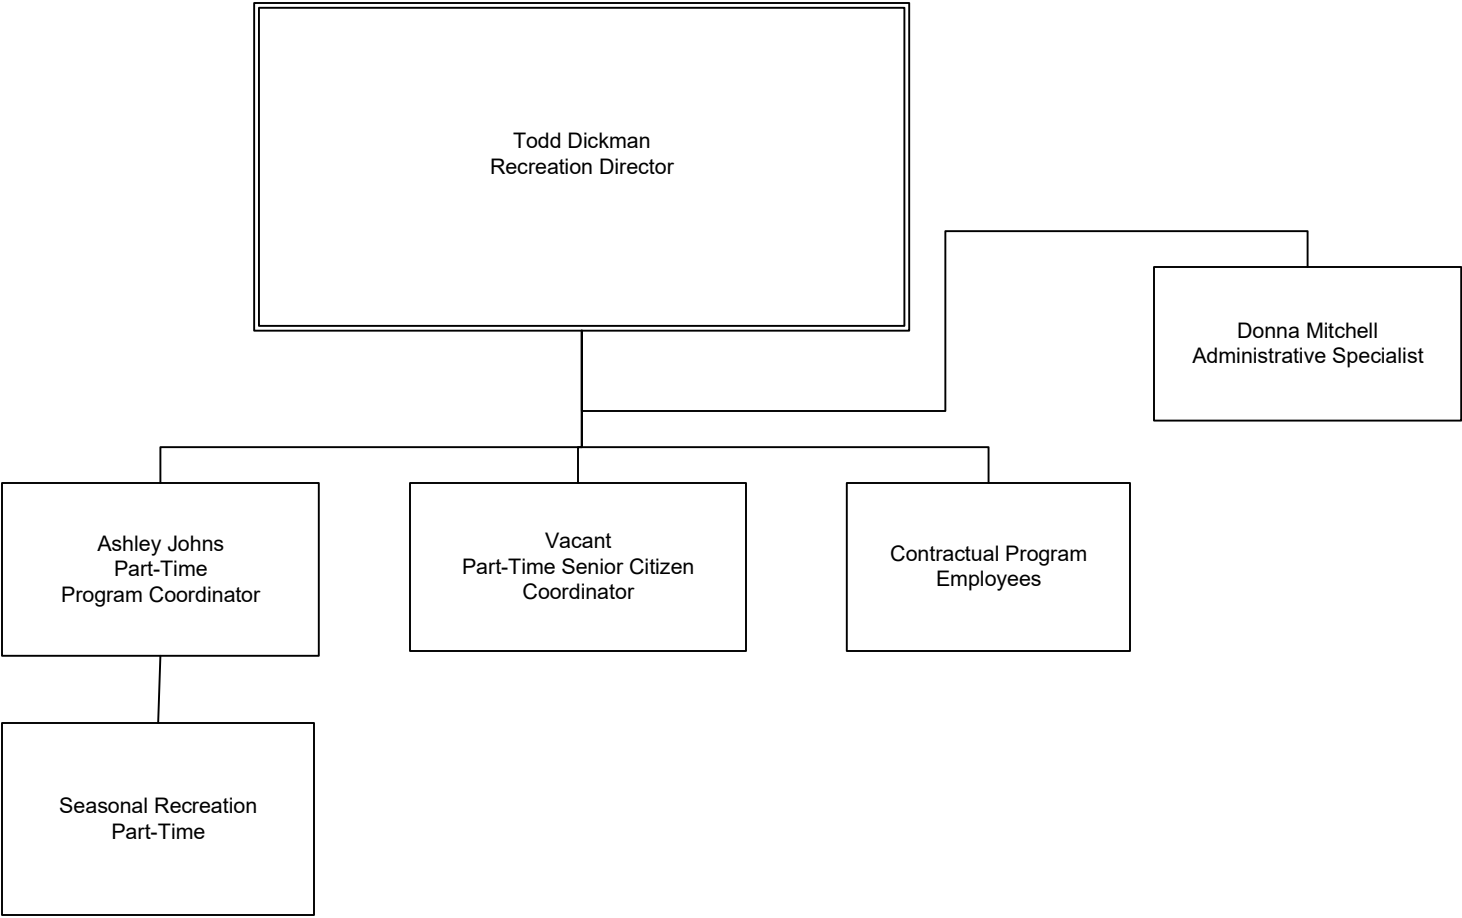 Todd Dickman
Recreation Director
Donna Mitchell
Administrative Specialist
Ashley Johns
Part-Time
Program Coordinator
Vacant
Part-Time Senior Citizen
Coordinator
Contractual Program
Employees
Seasonal Recreation
Part-Time